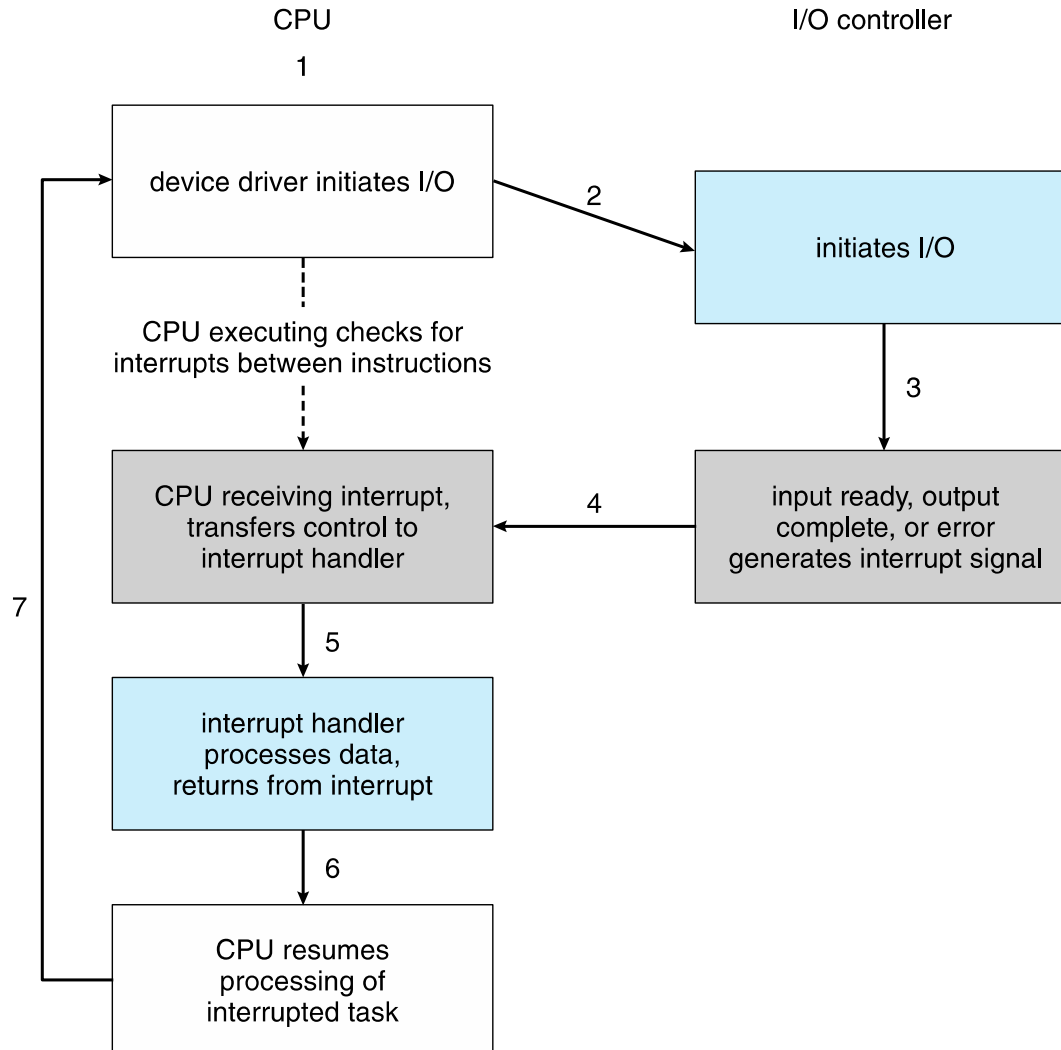 CPU
I/O controller
1
device driver initiates I/O
2
initiates I/O
CPU executing checks for
interrupts between instructions
3
CPU receiving interrupt,
transfers control to
interrupt handler
4
input ready, output
complete, or error
generates interrupt signal
7
5
interrupt handler
processes data,
returns from interrupt
6
CPU resumes
processing of
interrupted task